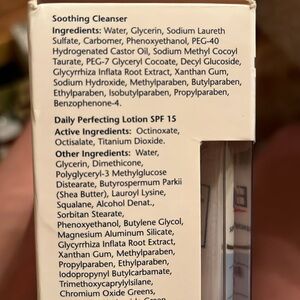 Soothing Cleanser
Ingredients: Water, Glycerin, Sodium Laureth
Sulfate, Carbomer, Phenoxyethanol, PEG-40
Hydrogenated Castor Oil, Sodium Methyl Cocoyl
Taurate, PEG-7 Glyceryl Cocoate, Decyl Glucoside,
Glycyrrhiza Inflata Root Extract, Xanthan Gum,
Sodium Hydroxide, Methylparaben, Butylparaben,
Ethylparaben, Isobutylparaben, Propylparaben,
Benzophenone-4.
Daily Perfecting Lotion SPF 15
Active Ingredients: Octinoxate,
Octisalate, Titanium Dioxide.
Other Ingredients: Water,
Glycerin, Dimethicone,
Polyglyceryl-3 Methylglucose
Distearate, Butyrospermum Parkii
(Shea Butter), Lauroyl Lysine,
Squalane, Alcohol Denat.,
Sorbitan Stearate,
Phenoxyethanol, Butylene Glycol,
Magnesium Aluminum Silicate,
Glycyrrhiza Inflata Root Extract,
Xanthan Gum, Methylparaben,
Propylparaben, Ethylparaben,
Iodopropynyl Butylcarbamate,
Trimethoxycaprylylsilane,
Chromium Oxide Greens,